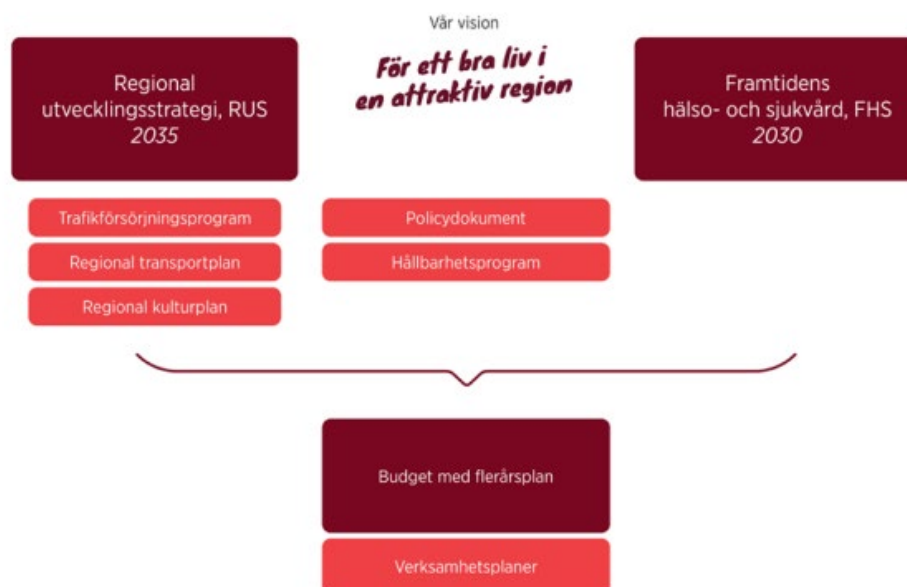 Vår vision
För ett bra liv i
en attraktiv region
Regional
utvecklingsstrategi, RUS
2035
Framtidens
hälso- och sjukvård, FHS
2030
Trafikförsörjningsprogram
Regional transportplan
Regional kulturplan
Policydokument
Hållbarhetsprogram
Budget med flerårsplan
Verksamhetsplaner